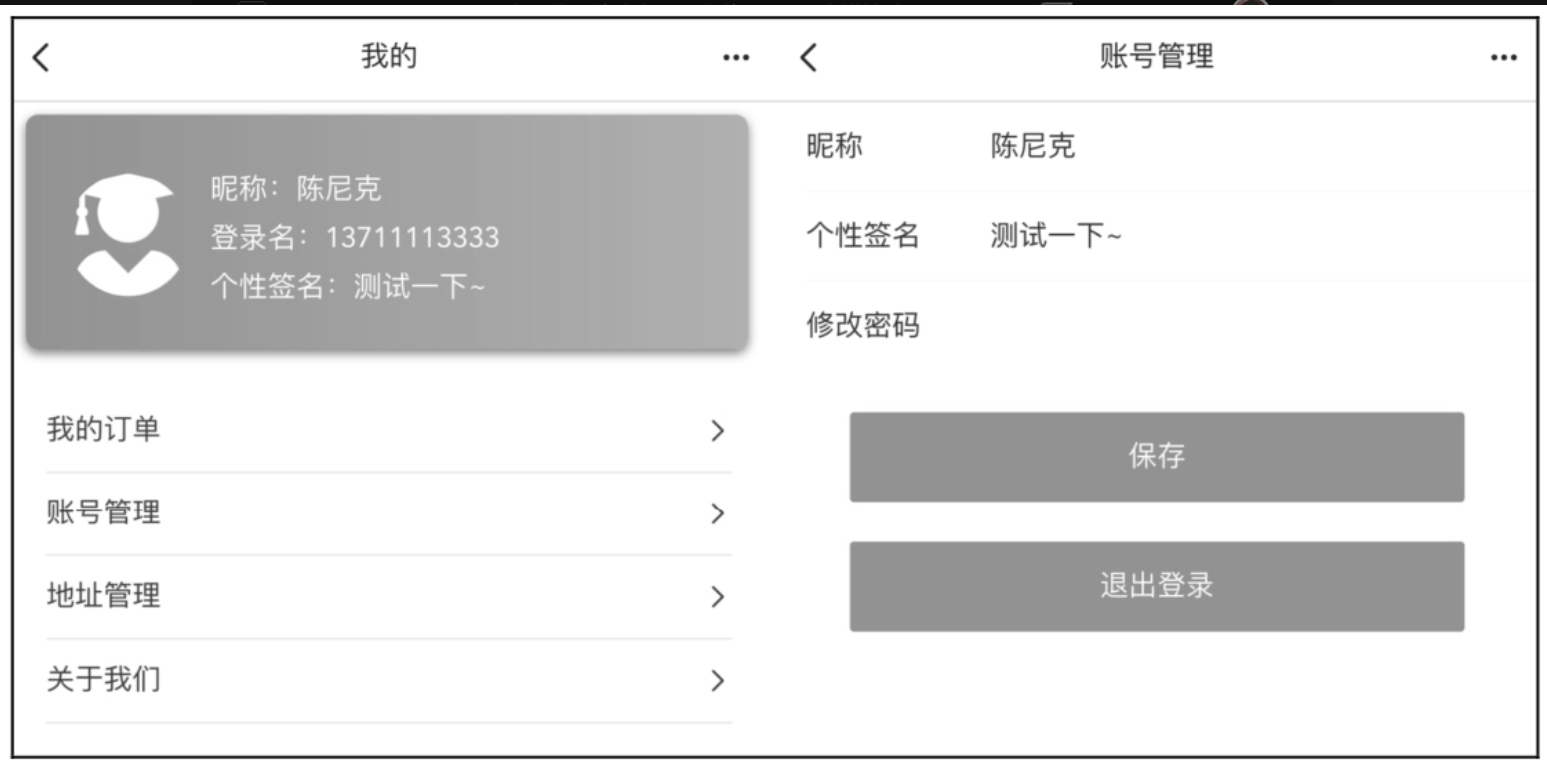 我的
昵称：陈尼克
登录名：13711113333
个性签名：测试一下~
我的订单
账号管理
地址管理
关于我们
账号管理
昵称 陈尼克
个性签名 测试一下~
修改密码
保存
退出登录